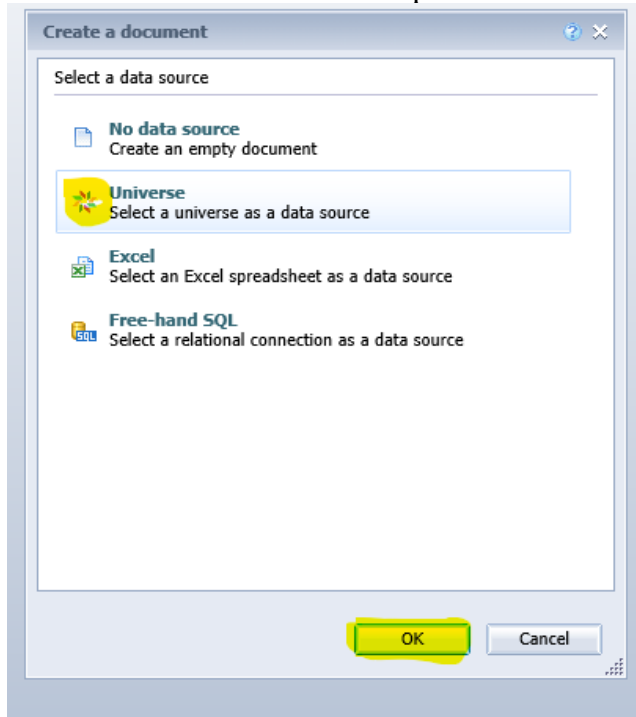 Create a document
Select a data source
No data source
Create an empty document
Universe
Select a universe as a data source
Excel
Select an Excel spreadsheet as a data source
Free-hand SQL
Select a relational connection as a data source
OK Cancel